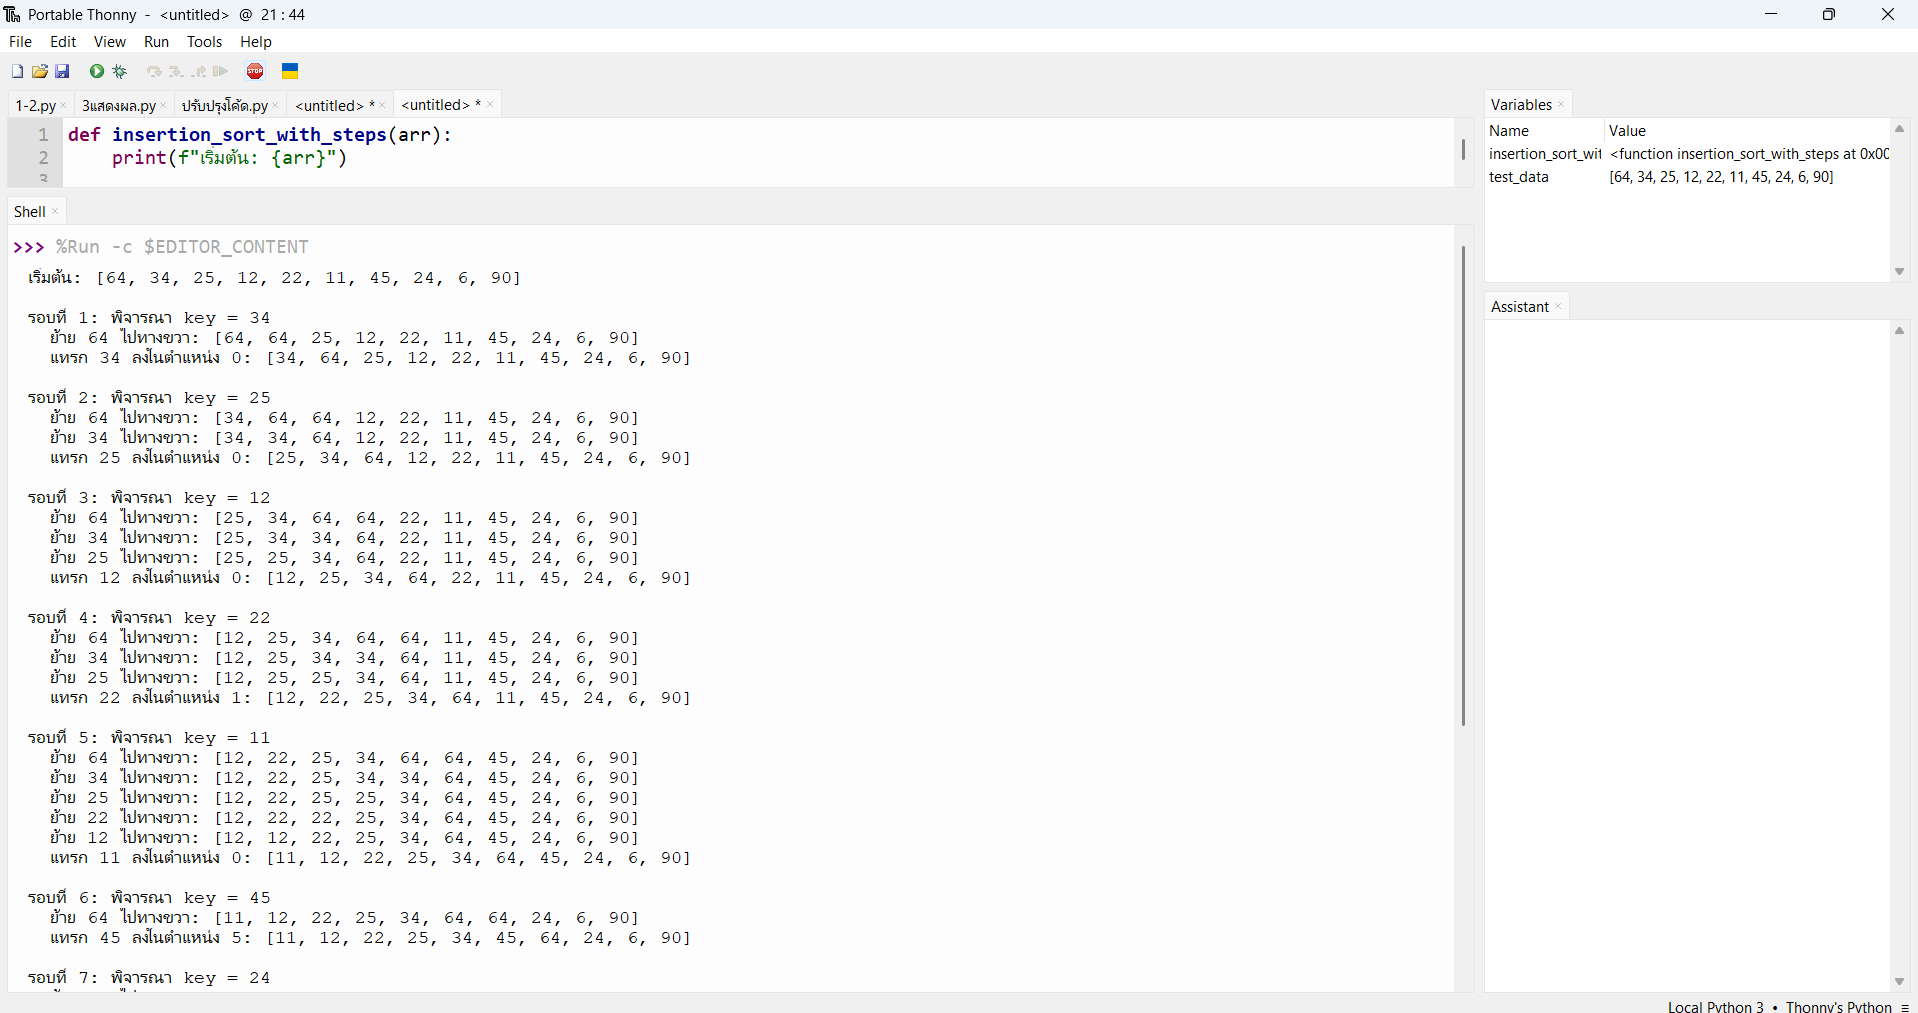 Portable Thonny - <untitled> @ 21 : 44
File Edit View Run Tools Help
STOP
1-2.py 3แสดงผล.py ปรับปรุงโค้ด.py <untitled> * <untitled> *
1 def insertion_sort_with_steps(arr):
2 print(f"เริ่มต้น: {arr}")
3
Shell
>>> %Run -c $EDITOR_CONTENT
เริ่มต้น: [64, 34, 25, 12, 22, 11, 45, 24, 6, 90]
รอบที่ 1: พิจารณา key = 34
ย้าย 64 ไปทางขวา: [64, 64, 25, 12, 22, 11, 45, 24, 6, 90]
แทรก 34 ลงในตำแหน่ง 0: [34, 64, 25, 12, 22, 11, 45, 24, 6, 90]
รอบที่ 2: พิจารณา key = 25
ย้าย 64 ไปทางขวา: [34, 64, 64, 12, 22, 11, 45, 24, 6, 90]
ย้าย 34 ไปทางขวา: [34, 34, 64, 12, 22, 11, 45, 24, 6, 90]
แทรก 25 ลงในตำแหน่ง 0: [25, 34, 64, 12, 22, 11, 45, 24, 6, 90]
รอบที่ 3: พิจารณา key = 12
ย้าย 64 ไปทางขวา: [25, 34, 64, 64, 22, 11, 45, 24, 6, 90]
ย้าย 34 ไปทางขวา: [25, 34, 34, 64, 22, 11, 45, 24, 6, 90]
ย้าย 25 ไปทางขวา: [25, 25, 34, 64, 22, 11, 45, 24, 6, 90]
แทรก 12 ลงในตำแหน่ง 0: [12, 25, 34, 64, 22, 11, 45, 24, 6, 90]
รอบที่ 4: พิจารณา key = 22
ย้าย 64 ไปทางขวา: [12, 25, 34, 64, 64, 11, 45, 24, 6, 90]
ย้าย 34 ไปทางขวา: [12, 25, 34, 34, 64, 11, 45, 24, 6, 90]
ย้าย 25 ไปทางขวา: [12, 25, 25, 34, 64, 11, 45, 24, 6, 90]
แทรก 22 ลงในตำแหน่ง 1: [12, 22, 25, 34, 64, 11, 45, 24, 6, 90]
รอบที่ 5: พิจารณา key = 11
ย้าย 64 ไปทางขวา: [12, 22, 25, 34, 64, 64, 45, 24, 6, 90]
ย้าย 34 ไปทางขวา: [12, 22, 25, 34, 34, 64, 45, 24, 6, 90]
ย้าย 25 ไปทางขวา: [12, 22, 25, 25, 34, 64, 45, 24, 6, 90]
ย้าย 22 ไปทางขวา: [12, 22, 22, 25, 34, 64, 45, 24, 6, 90]
ย้าย 12 ไปทางขวา: [12, 12, 22, 25, 34, 64, 45, 24, 6, 90]
แทรก 11 ลงในตำแหน่ง 0: [11, 12, 22, 25, 34, 64, 45, 24, 6, 90]
รอบที่ 6: พิจารณา key = 45
ย้าย 64 ไปทางขวา: [11, 12, 22, 25, 34, 64, 64, 24, 6, 90]
แทรก 45 ลงในตำแหน่ง 5: [11, 12, 22, 25, 34, 45, 64, 24, 6, 90]
รอบที่ 7: พิจารณา key = 24
Variables
Name Value
insertion_sort_wit <function insertion_sort_with_steps at 0x00
test_data [64, 34, 25, 12, 22, 11, 45, 24, 6, 90]
Assistant
Local Python 3 • Thonny's Python ≡